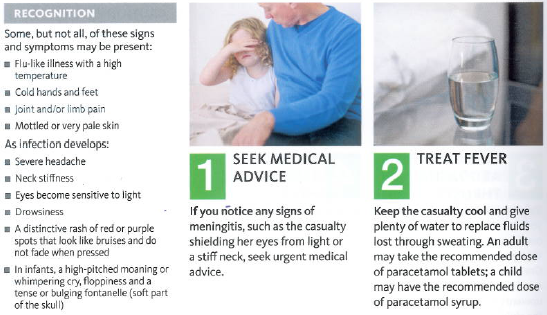 RECOGNITION
Some, but not all, of these signs
and symptoms may be present:
■ Flu-like illness with a high
temperature
■ Cold hands and feet
■ Joint and/or limb pain
■ Mottled or very pale skin
As infection develops:
■ Severe headache
■ Neck stiffness
■ Eyes become sensitive to light
■ Drowsiness
■ A distinctive rash of red or purple
spots that look like bruises and do
not fade when pressed
■ In infants, a high-pitched moaning or
whimpering cry, floppiness and a
tense or bulging fontanelle (soft part
of the skull)
1 SEEK MEDICAL
ADVICE
If you notice any signs of
meningitis, such as the casualty
shielding her eyes from light or
a stiff neck, seek urgent medical
advice.
2 TREAT FEVER
Keep the casualty cool and give
plenty of water to replace fluids
lost through sweating. An adult
may take the recommended dose
of paracetamol tablets; a child
may have the recommended dose
of paracetamol syrup.